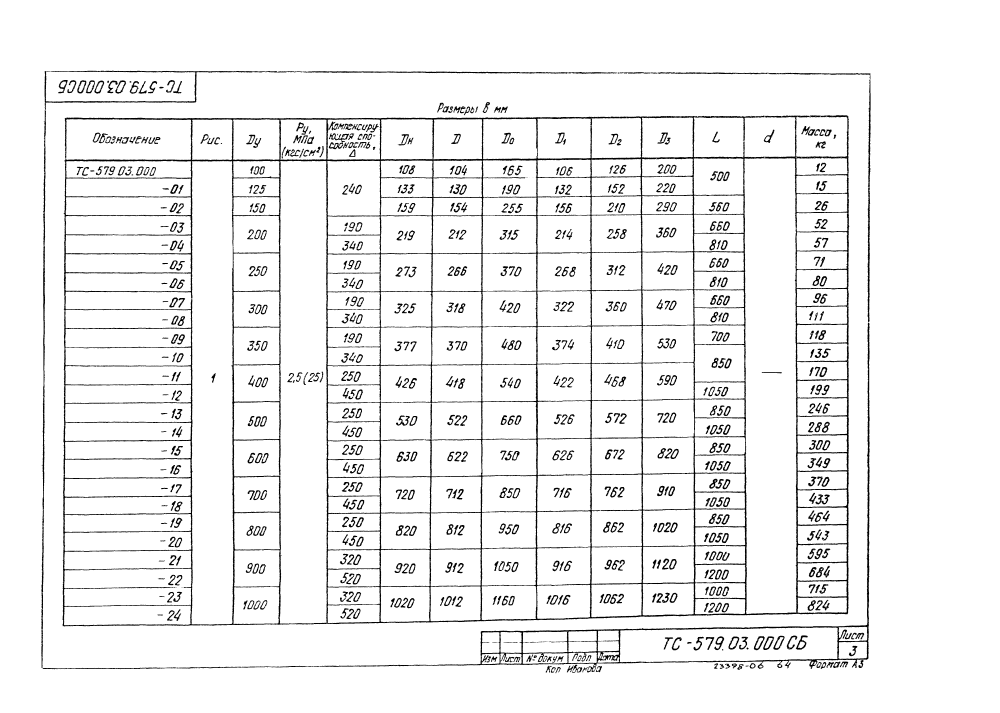 ТС-579.03.000СБ
Размеры в мм
Обозначение Рис. Dу Ру, МПа (кгс/см²) Компенсирующая способность, Δ Dн D D₀ D₁ D₂ D₃ L d Масса, кг
ТС-579.03.000 1 100 2,5(25) 240 108 104 165 106 126 200 500 — 12
-01 125 133 130 190 132 152 220 15
-02 150 159 154 255 156 210 290 560 26
-03 200 190 219 212 315 214 258 360 660 52
-04 340 810 57
-05 250 190 273 266 370 268 312 420 660 71
-06 340 810 80
-07 300 190 325 318 420 322 360 470 660 96
-08 340 810 111
-09 350 190 377 370 480 374 410 530 700 118
-10 340 850 135
-11 400 250 426 418 540 422 468 590 170
-12 450 1050 199
-13 500 250 530 522 660 526 572 720 850 246
-14 450 1050 288
-15 600 250 630 622 750 626 672 820 850 300
-16 450 1050 349
-17 700 250 720 712 850 716 762 910 850 370
-18 450 1050 433
-19 800 250 820 812 950 816 862 1020 850 464
-20 450 1050 543
-21 900 320 920 912 1050 916 962 1120 1000 595
-22 520 1200 684
-23 1000 320 1020 1012 1160 1016 1062 1230 1000 715
-24 520 1200 824
ТС-579.03.000СБ
Лист
3
Изм Лист № докум Подп Дата
Коп Иванова
23398-06 64 Формат А3